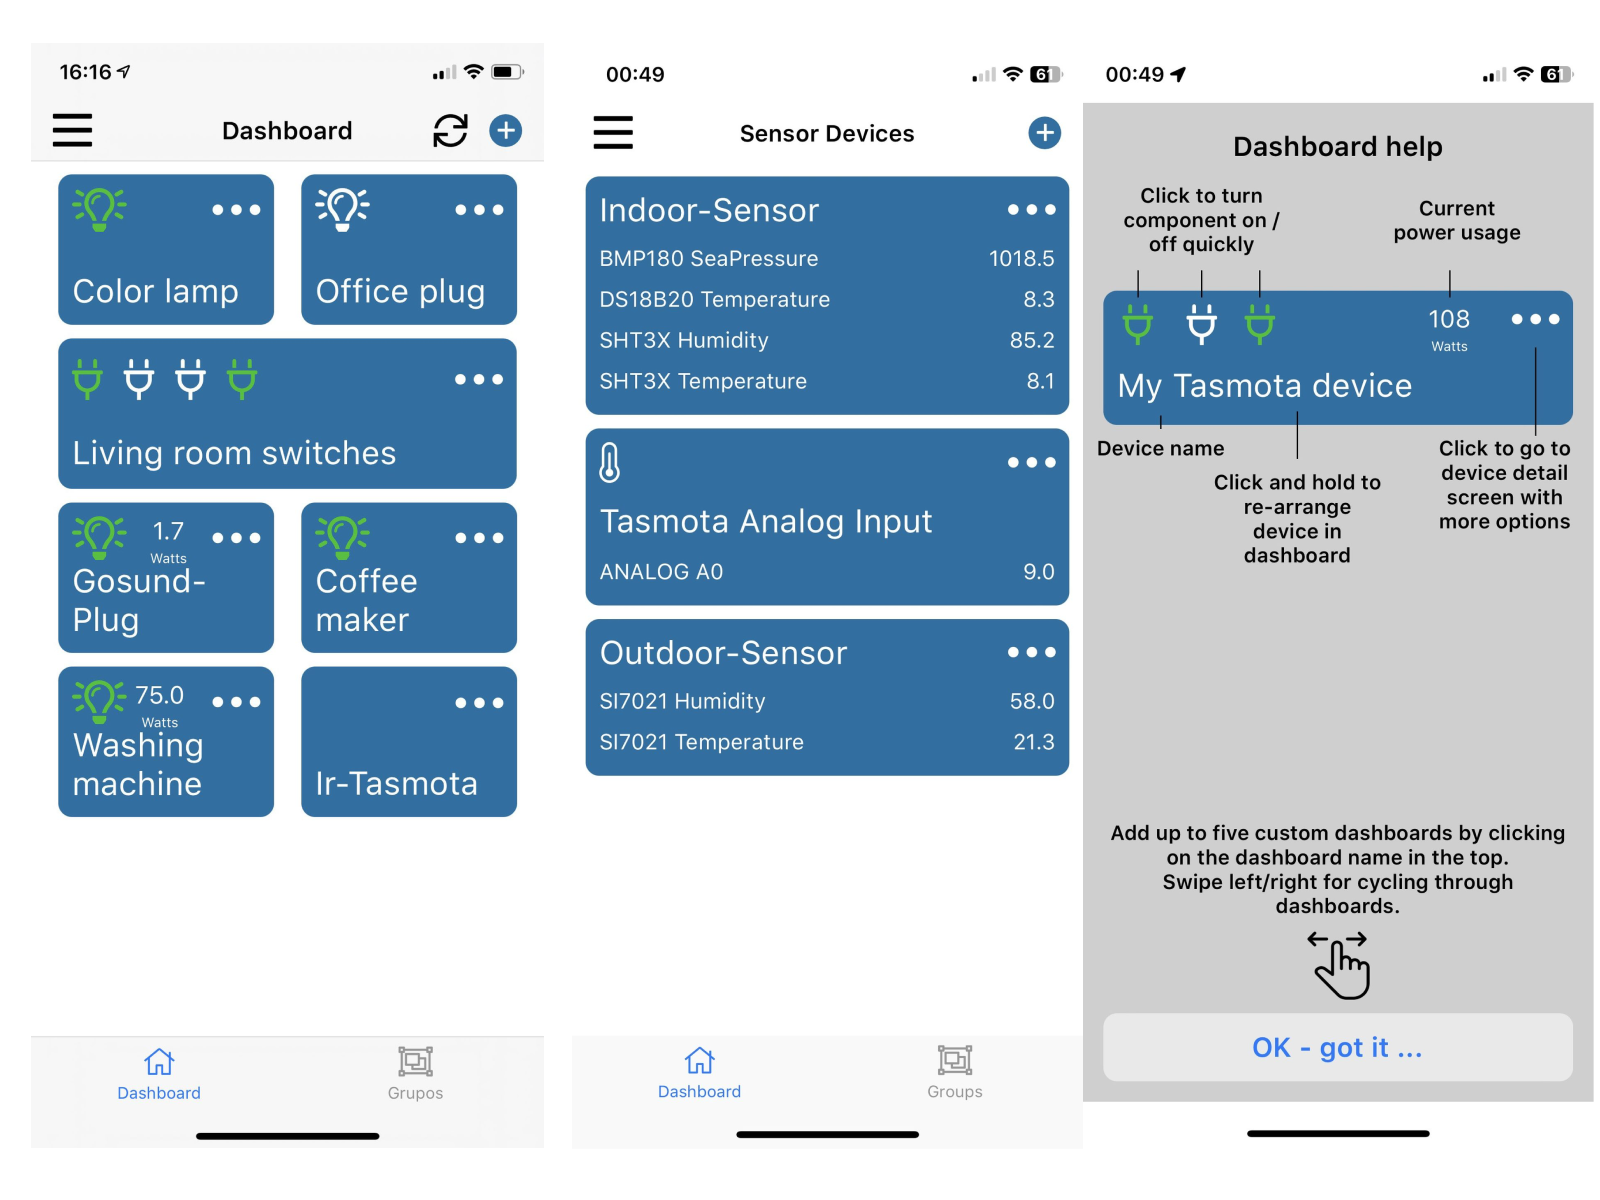 16:16
Dashboard
Color lamp
Office plug
Living room switches
1.7
Watts
Gosund-
Plug
Coffee
maker
75.0
Watts
Washing
machine
Ir-Tasmota
Dashboard
Grupos
00:49
61
Sensor Devices
Indoor-Sensor
BMP180 SeaPressure 1018.5
DS18B20 Temperature 8.3
SHT3X Humidity 85.2
SHT3X Temperature 8.1
Tasmota Analog Input
ANALOG A0 9.0
Outdoor-Sensor
SI7021 Humidity 58.0
SI7021 Temperature 21.3
Dashboard
Groups
00:49
61
Dashboard help
Click to turn
component on /
off quickly
Current
power usage
108
Watts
My Tasmota device
Device name
Click and hold to
re-arrange
device in
dashboard
Click to go to
device detail
screen with
more options
Add up to five custom dashboards by clicking
on the dashboard name in the top.
Swipe left/right for cycling through
dashboards.
OK - got it ...